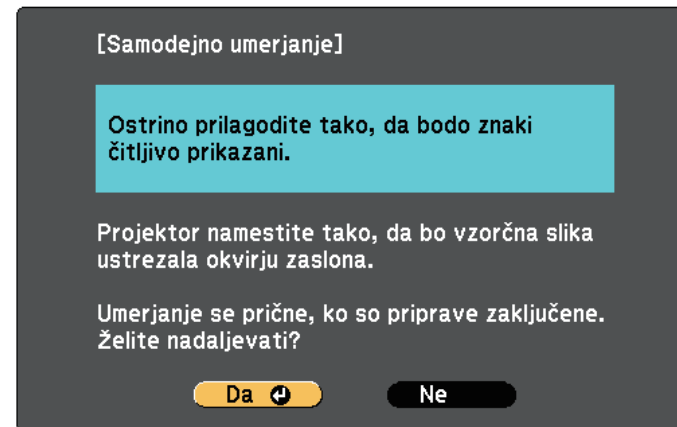 [Samodejno umerjanje]
Ostrino prilagodite tako, da bodo znaki
čitljivo prikazani.
Projektor namestite tako, da bo vzorčna slika
ustrezala okvirju zaslona.
Umerjanje se prične, ko so priprave zaključene.
Želite nadaljevati?
Da
Ne